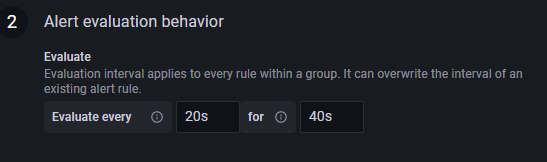 2 Alert evaluation behavior
Evaluate
Evaluation interval applies to every rule within a group. It can overwrite the interval of an
existing alert rule.
Evaluate every 20s for 40s